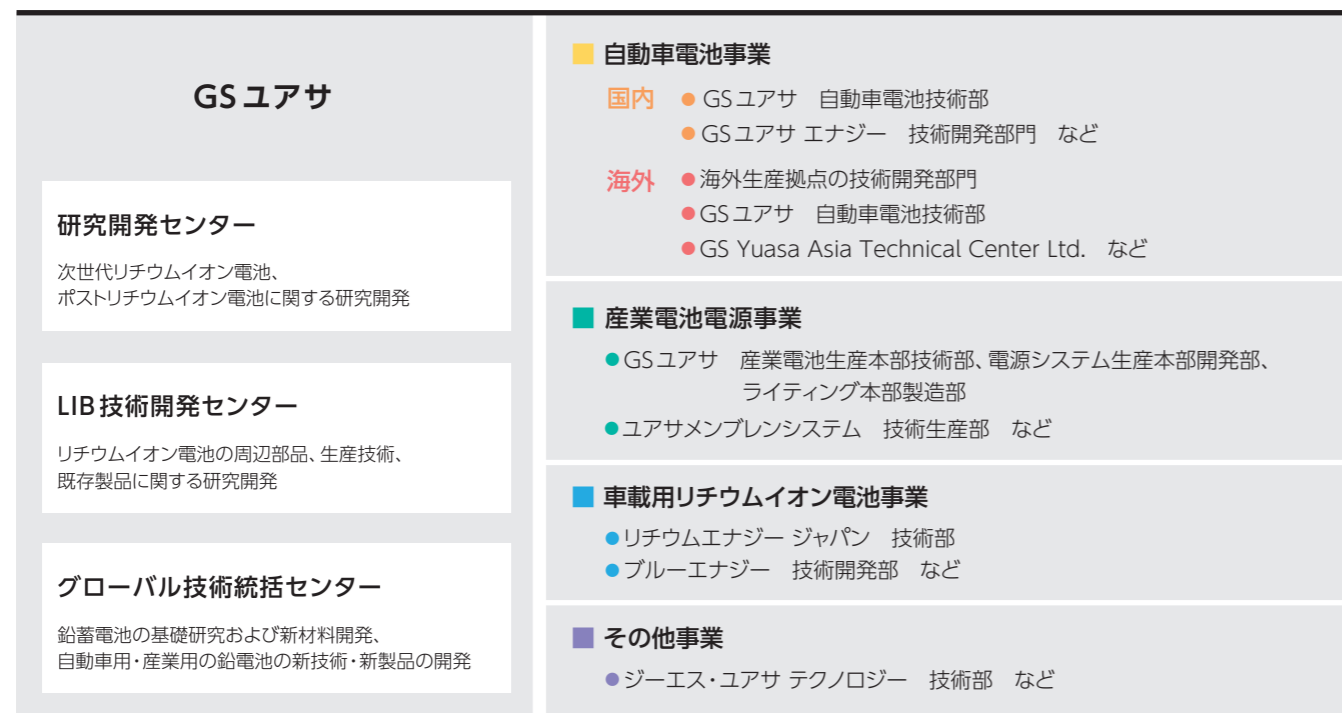 GSユアサ
研究開発センター
次世代リチウムイオン電池、
ポストリチウムイオン電池に関する研究開発
LIB技術開発センター
リチウムイオン電池の周辺部品、生産技術、
既存製品に関する研究開発
グローバル技術統括センター
鉛蓄電池の基礎研究および新材料開発、
自動車用・産業用の鉛電池の新技術・新製品の開発
■ 自動車電池事業
国内 ● GSユアサ　自動車電池技術部
● GSユアサ エナジー　技術開発部門　など
海外 ● 海外生産拠点の技術開発部門
● GSユアサ　自動車電池技術部
● GS Yuasa Asia Technical Center Ltd.　など
■ 産業電池電源事業
● GSユアサ　産業電池生産本部技術部、電源システム生産本部開発部、
ライティング本部製造部
● ユアサメンブレンシステム　技術生産部　など
■ 車載用リチウムイオン電池事業
● リチウムエナジー ジャパン　技術部
● ブルーエナジー　技術開発部　など
■ その他事業
● ジーエス・ユアサ テクノロジー　技術部　など